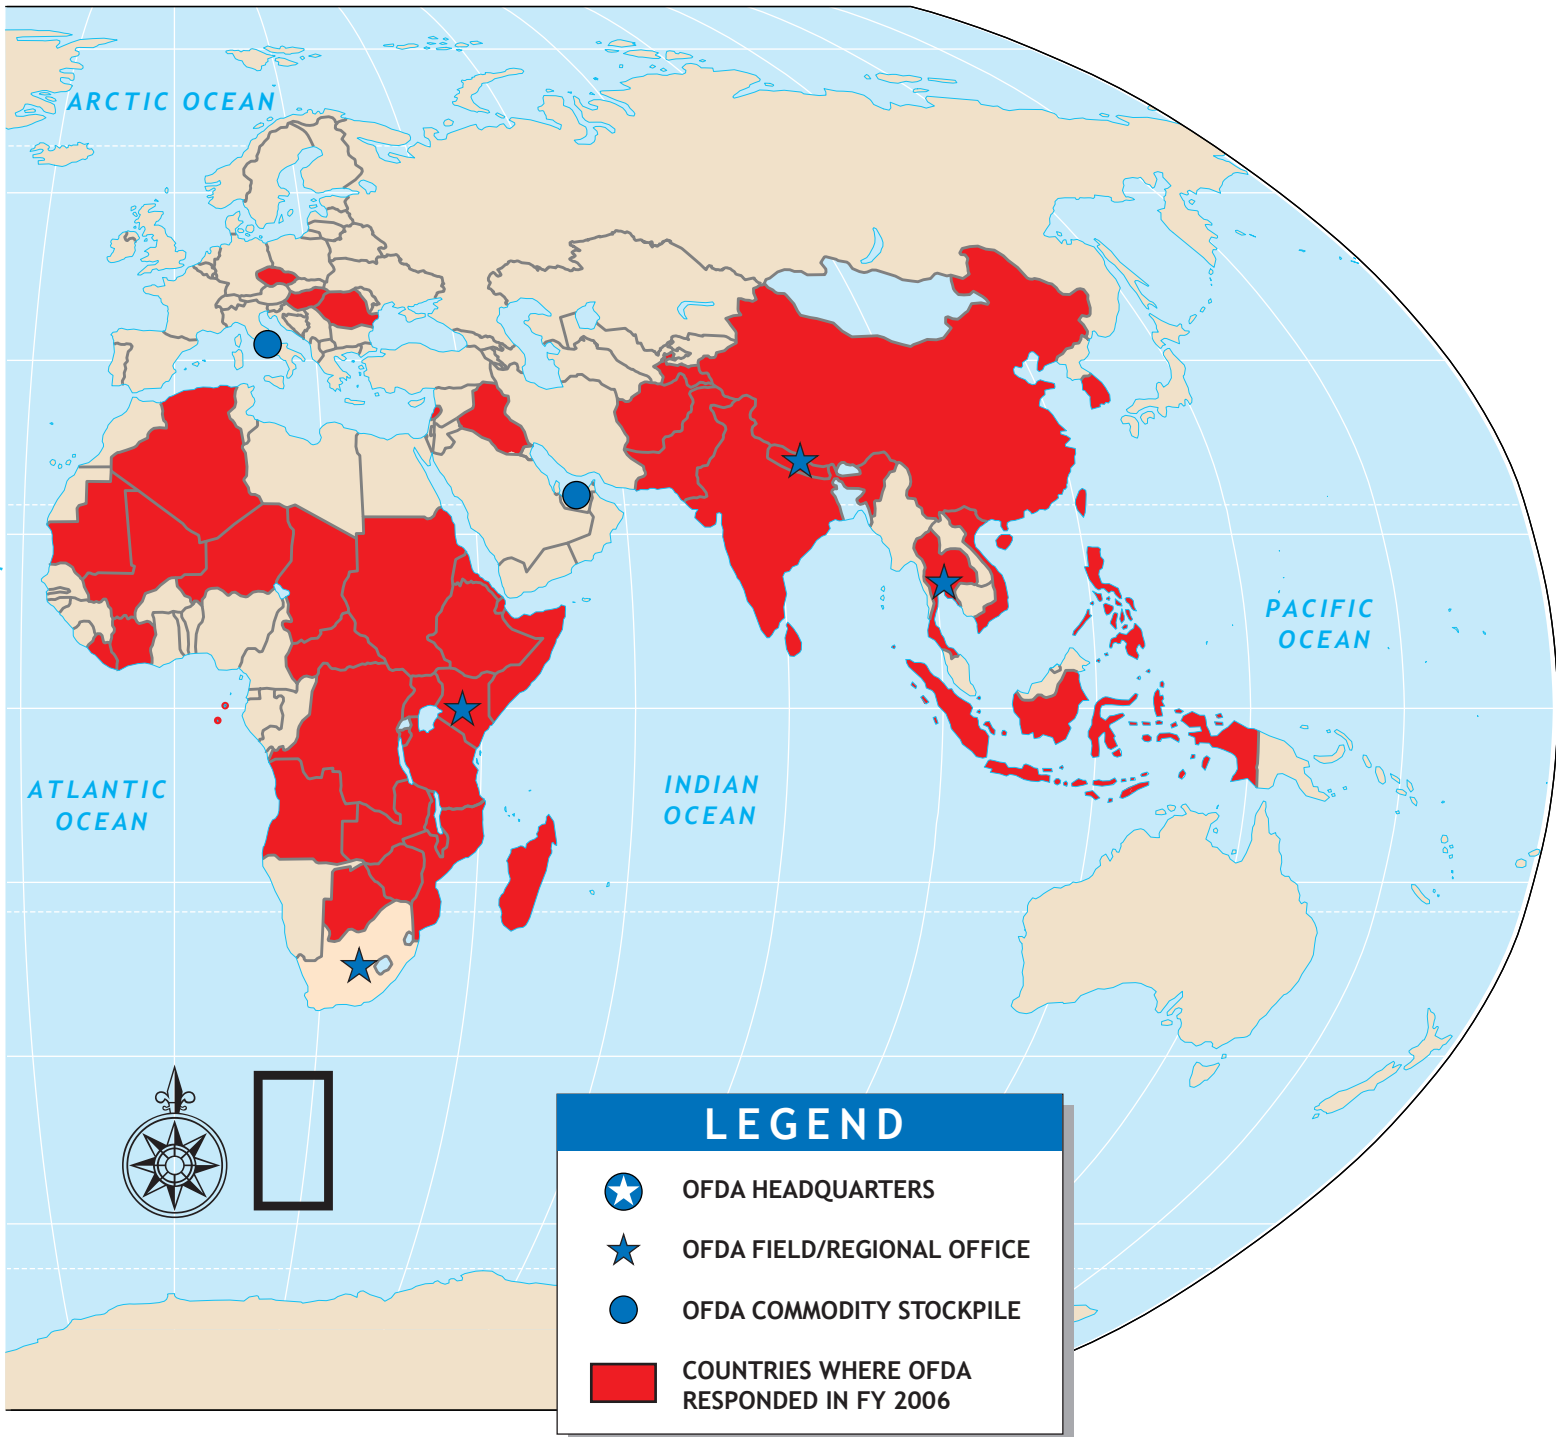 ARCTIC OCEAN
PACIFIC
OCEAN
ATLANTIC
OCEAN
INDIAN
OCEAN
LEGEND
OFDA HEADQUARTERS
OFDA FIELD/REGIONAL OFFICE
OFDA COMMODITY STOCKPILE
COUNTRIES WHERE OFDA
RESPONDED IN FY 2006